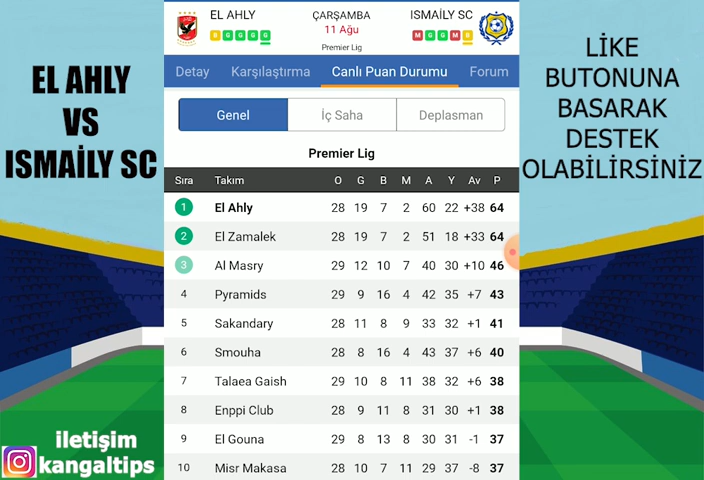 EL AHLY
VS
ISMAİLY SC
EL AHLY
B G G G G
ÇARŞAMBA
11 Ağu
Premier Lig
ISMAİLY SC
M G G M B
Detay Karşılaştırma Canlı Puan Durumu Forum
Genel İç Saha Deplasman
Premier Lig
Sıra Takım O G B M A Y Av P
1 El Ahly 28 19 7 2 60 22 +38 64
2 El Zamalek 28 19 7 2 51 18 +33 64
3 Al Masry 29 12 10 7 40 30 +10 46
4 Pyramids 29 9 16 4 42 35 +7 43
5 Sakandary 28 11 8 9 33 32 +1 41
6 Smouha 28 8 16 4 43 37 +6 40
7 Talaea Gaish 29 10 8 11 38 32 +6 38
8 Enppi Club 28 9 11 8 31 30 +1 38
9 El Gouna 29 8 13 8 30 31 -1 37
10 Misr Makasa 28 10 7 11 29 37 -8 37
LİKE
BUTONUNA
BASARAK
DESTEK
OLABİLİRSİNİZ
iletişim
kangaltips